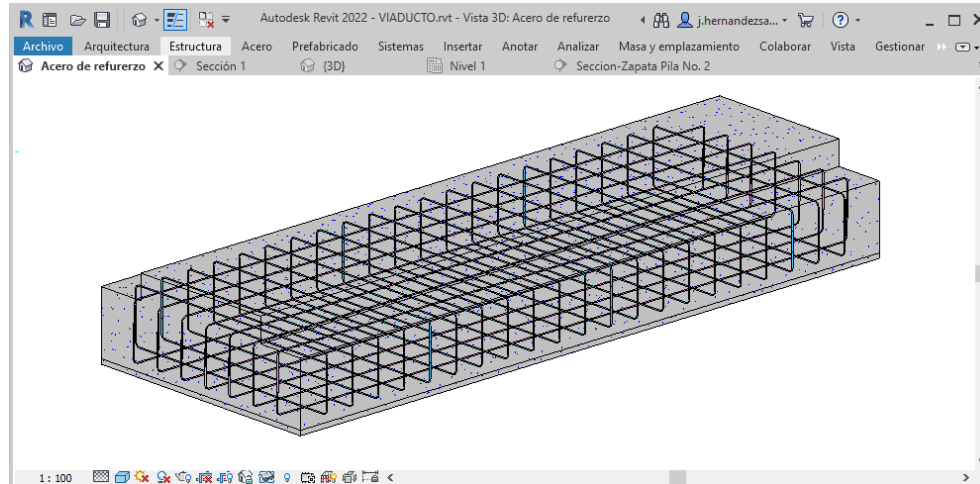 Autodesk Revit 2022 - VIADUCTO.rvt - Vista 3D: Acero de refurerzo j.hernandezsa...
Archivo Arquitectura Estructura Acero Prefabricado Sistemas Insertar Anotar Analizar Masa y emplazamiento Colaborar Vista Gestionar
Acero de refurerzo X Sección 1 {3D} Nivel 1 Seccion-Zapata Pila No. 2
1 : 100